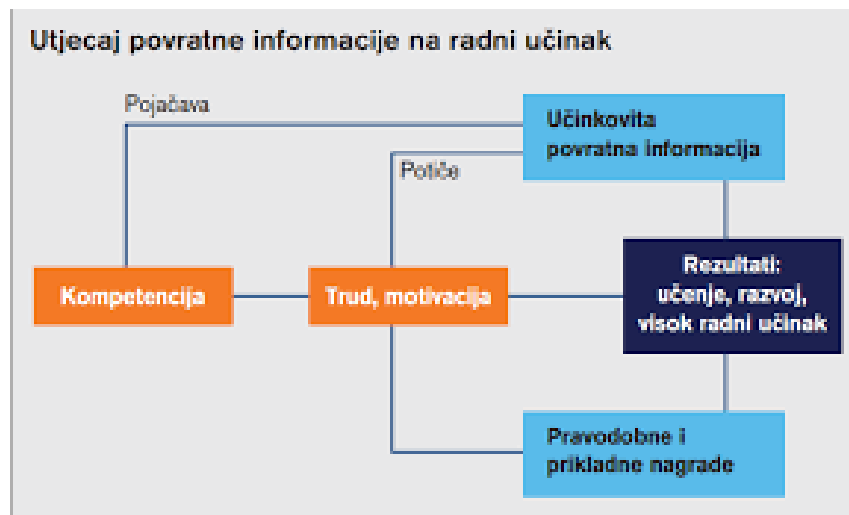 Utjecaj povratne informacije na radni učinak
Pojačava
Učinkovita
povratna informacija
Potiče
Kompetencija
Trud, motivacija
Rezultati:
učenje, razvoj,
visok radni učinak
Pravodobne i
prikladne nagrade